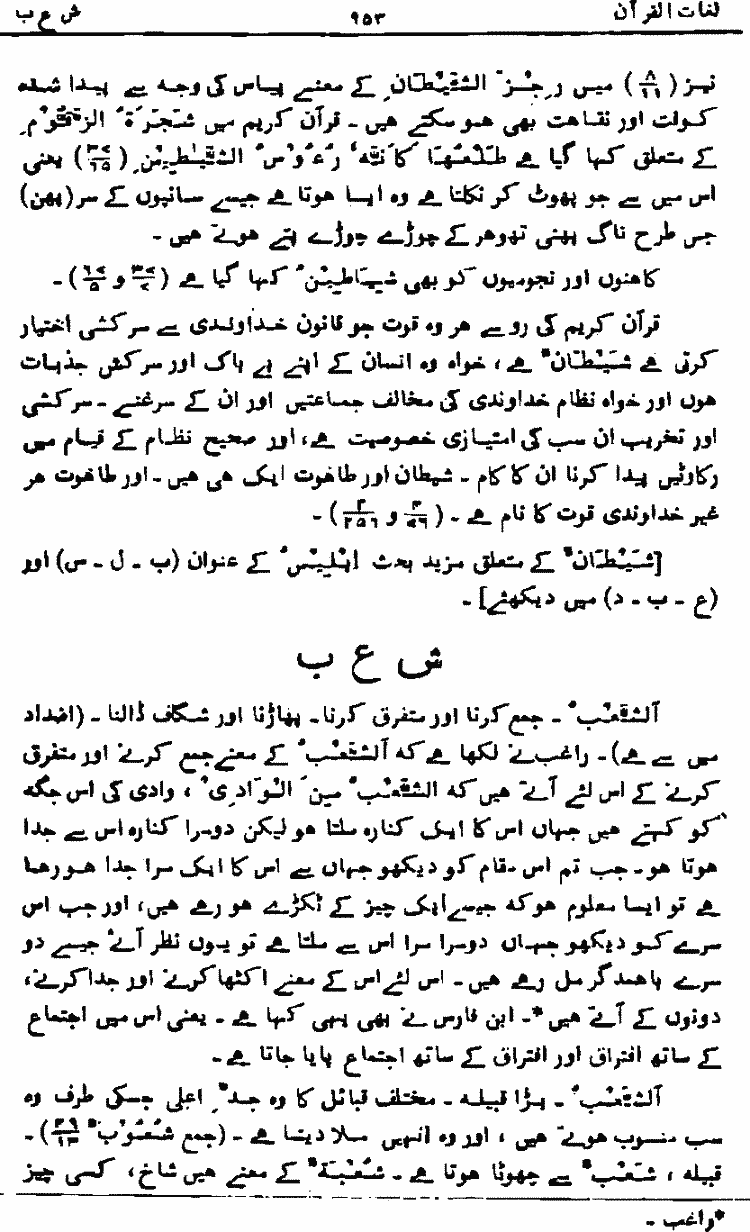 لغات القرآن ۹۵۳ ش ع ب
نیز (۸/۱۱) میں رِجْزَ الشَّیْطَانِ کے معنے پیاس کی وجہ سے پیدا شدہ
کوفت اور نقاہت بھی ہو سکتے ہیں ۔ قرآن کریم میں شَجَرَۃُ الزَّقُّوْمِ
کے متعلق کہا گیا ہے طَلْعُهَا كَأَنَّهُ رُءُوْسُ الشَّيٰطِيْنِ (۳۷/۶۵) یعنی
اس میں سے جو پھوٹ کر نکلتا ہے وہ ایسا ہوتا ہے جیسے سانپوں کے سر (پھن)
جس طرح ناگ پھنی تھوھر کے چوڑے چوڑے پتے ہوتے ہیں ۔
کاہنوں اور نجومیوں کو بھی شَیَاطِیْنُ کہا گیا ہے (۳۷/۷ و ۶۷/۵) ۔
قرآن کریم کی رو سے ہر وہ قوت جو قانون خداوندی سے سرکشی اختیار
کرتی ہے شَیْطَانٌ ہے ، خواہ وہ انسان کے اپنے بے باک اور سرکش جذبات
ہوں اور خواہ نظام خداوندی کی مخالف جماعتیں اور ان کے سرغنے ۔ سرکشی
اور تخریب ان سب کی امتیازی خصوصیت ہے ، اور صحیح نظام کے قیام میں
رکاوٹیں پیدا کرنا ان کا کام ۔ شیطان اور طاغوت ایک ہی ہیں ۔ اور طاغوت ہر
غیر خداوندی قوت کا نام ہے ۔ (۴/۷۶ و ۲/۲۵۶) ۔
[شَیْطَانٌ کے متعلق مزید بحث اِبْلِیْسُ کے عنوان (ب ۔ ل ۔ س) اور
(ع ۔ ب ۔ د) میں دیکھئے] ۔
ش ع ب
اَلشَّعْبُ ۔ جمع کرنا اور متفرق کرنا ۔ پھاڑنا اور شگاف ڈالنا ۔ (اضداد
میں سے ہے) ۔ راغب نے لکھا ہے کہ اَلشَّعْبُ کے معنے جمع کرنے اور متفرق
کرنے کے اس لئے آتے ہیں کہ الشَّعْبُ مِنَ الْوَادِیْ ، وادی کی اس جگہ
کو کہتے ہیں جہاں اس کا ایک کنارہ ملتا ہو لیکن دوسرا کنارہ اس سے جدا
ہوتا ہو ۔ جب تم اس مقام کو دیکھو جہاں سے اس کا ایک سرا جدا ہو رہا
ہے تو ایسا معلوم ہو کہ جیسے ایک چیز کے ٹکڑے ہو رہے ہیں ، اور جب اس
سرے کو دیکھو جہاں دوسرا سرا اس سے ملتا ہے تو یوں نظر آئے جیسے دو
سرے باہمدگر مل رہے ہیں ۔ اس لئے اس کے معنے اکٹھا کرنے اور جدا کرنے ،
دونوں کے آتے ہیں * ۔ ابن فارس نے بھی یہی کہا ہے ۔ یعنی اس میں اجتماع
کے ساتھ افتراق اور افتراق کے ساتھ اجتماع پایا جاتا ہے ۔
اَلشَّعْبُ ۔ بڑا قبیلہ ۔ مختلف قبائل کا وہ جدِّ اعلی جسکی طرف وہ
سب منسوب ہوتے ہیں ، اور وہ انہیں ملا دیتا ہے ۔ (جمع شُعُوْبٌ ۴۹/۱۳) ۔
قبیلہ ، شَعْبٌ سے چھوٹا ہوتا ہے ۔ شُعْبَةٌ کے معنے ہیں شاخ ، کسی چیز
*راغب ۔